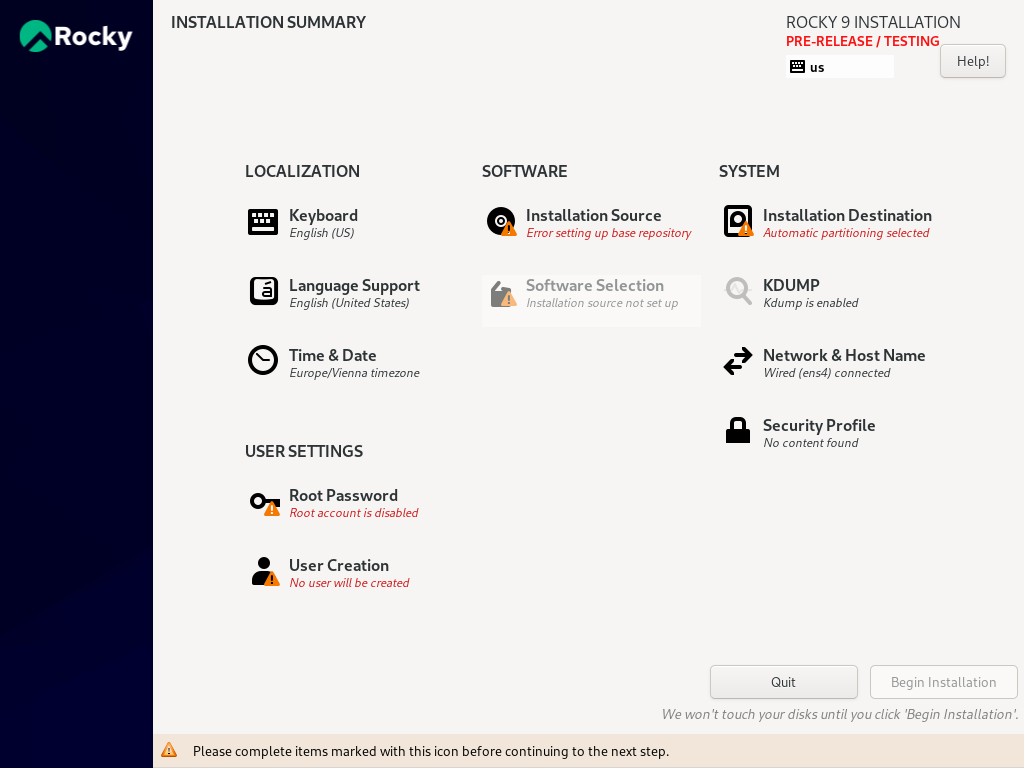 Rocky
INSTALLATION SUMMARY
ROCKY 9 INSTALLATION
PRE-RELEASE / TESTING
us
Help!
LOCALIZATION
Keyboard
English (US)
Language Support
English (United States)
Time & Date
Europe/Vienna timezone
USER SETTINGS
Root Password
Root account is disabled
User Creation
No user will be created
SOFTWARE
Installation Source
Error setting up base repository
Software Selection
Installation source not set up
SYSTEM
Installation Destination
Automatic partitioning selected
KDUMP
Kdump is enabled
Network & Host Name
Wired (ens4) connected
Security Profile
No content found
Quit
Begin Installation
We won't touch your disks until you click 'Begin Installation'.
Please complete items marked with this icon before continuing to the next step.